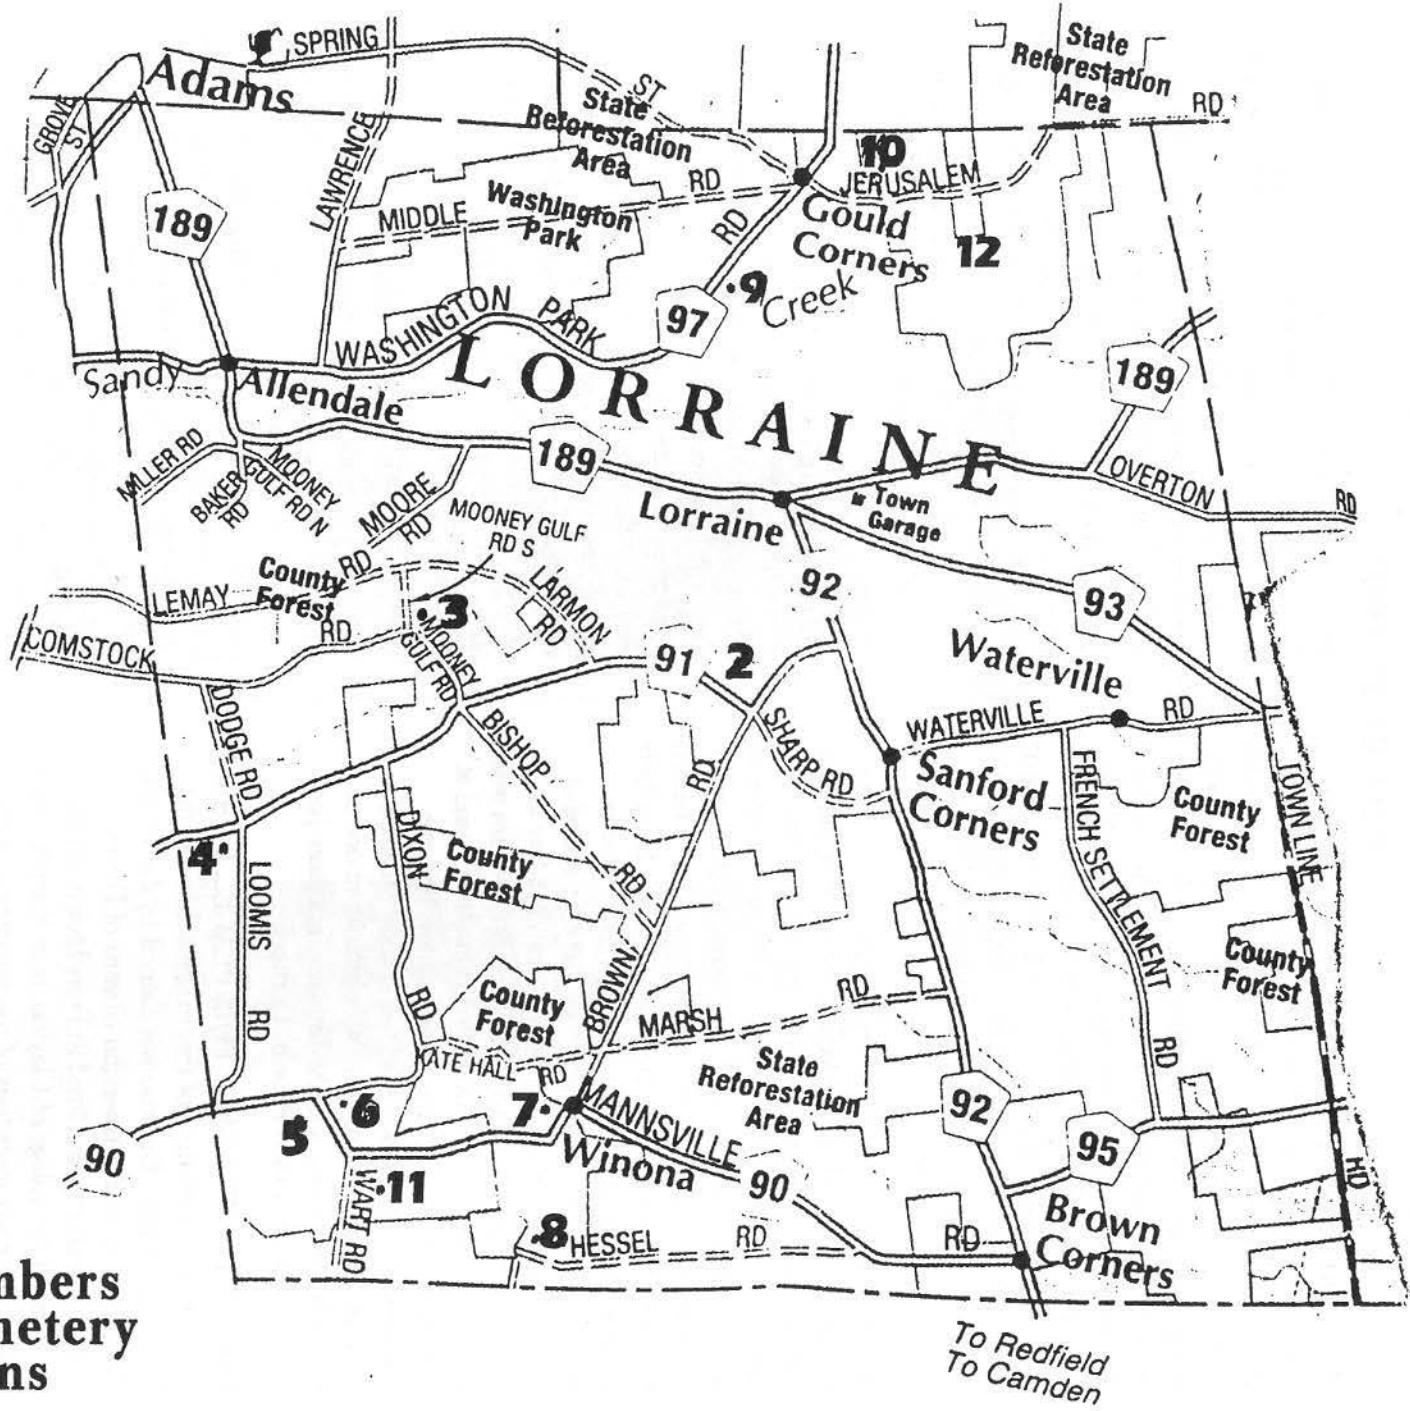 SPRING
ST
Adams
State
Reforestation
Area
RD
GROVE
ST
State
Reforestation
Area
10
LAWRENCE
RD
JERUSALEM
189
MIDDLE
Washington
Park
RD
Gould
Corners
12
9
Creek
97
WASHINGTON PARK
Sandy
Allendale
LORRAINE
189
MILLER RD
BAKER
RD
MOONEY
GULF RD N
MOORE
RD
189
OVERTON
RD
Lorraine
Town
Garage
MOONEY GULF
RD S
92
93
County
Forest
RD
LEMAY
LARMON
RD
3
COMSTOCK
RD
MOONEY
GULF RD
91
2
Waterville
WATERVILLE
RD
DODGE RD
BISHOP
RD
SHARP RD
RD
Sanford
Corners
FRENCH SETTLEMENT
RD
County
Forest
TOWN LINE
RD
4
LOOMIS
RD
DIXON
RD
County
Forest
County
Forest
BROWN
County
Forest
MARSH
RD
KATE HALL
RD
State
Reforestation
Area
92
95
90
5
6
7
MANNSVILLE
Winona
90
11
WART RD
8
HESSEL
RD
RD
Brown
Corners
mbers
metery
ns
To Redfield
To Camden